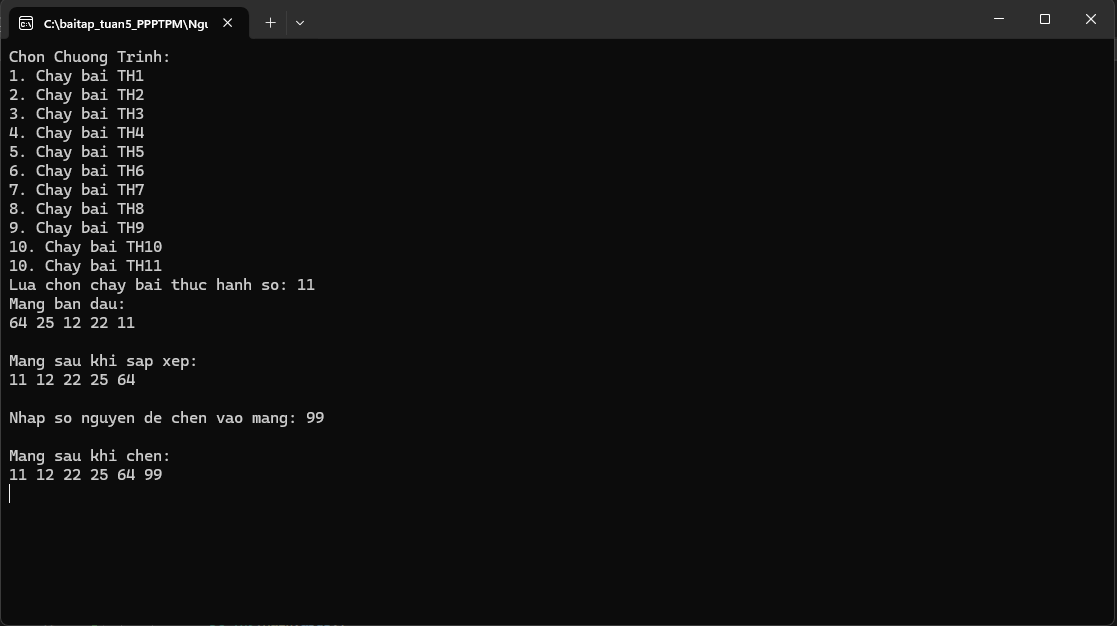 C:\baitap_tuan5_PPPTPM\Ngu
Chon Chuong Trinh:
1. Chay bai TH1
2. Chay bai TH2
3. Chay bai TH3
4. Chay bai TH4
5. Chay bai TH5
6. Chay bai TH6
7. Chay bai TH7
8. Chay bai TH8
9. Chay bai TH9
10. Chay bai TH10
10. Chay bai TH11
Lua chon chay bai thuc hanh so: 11
Mang ban dau:
64 25 12 22 11
Mang sau khi sap xep:
11 12 22 25 64
Nhap so nguyen de chen vao mang: 99
Mang sau khi chen:
11 12 22 25 64 99